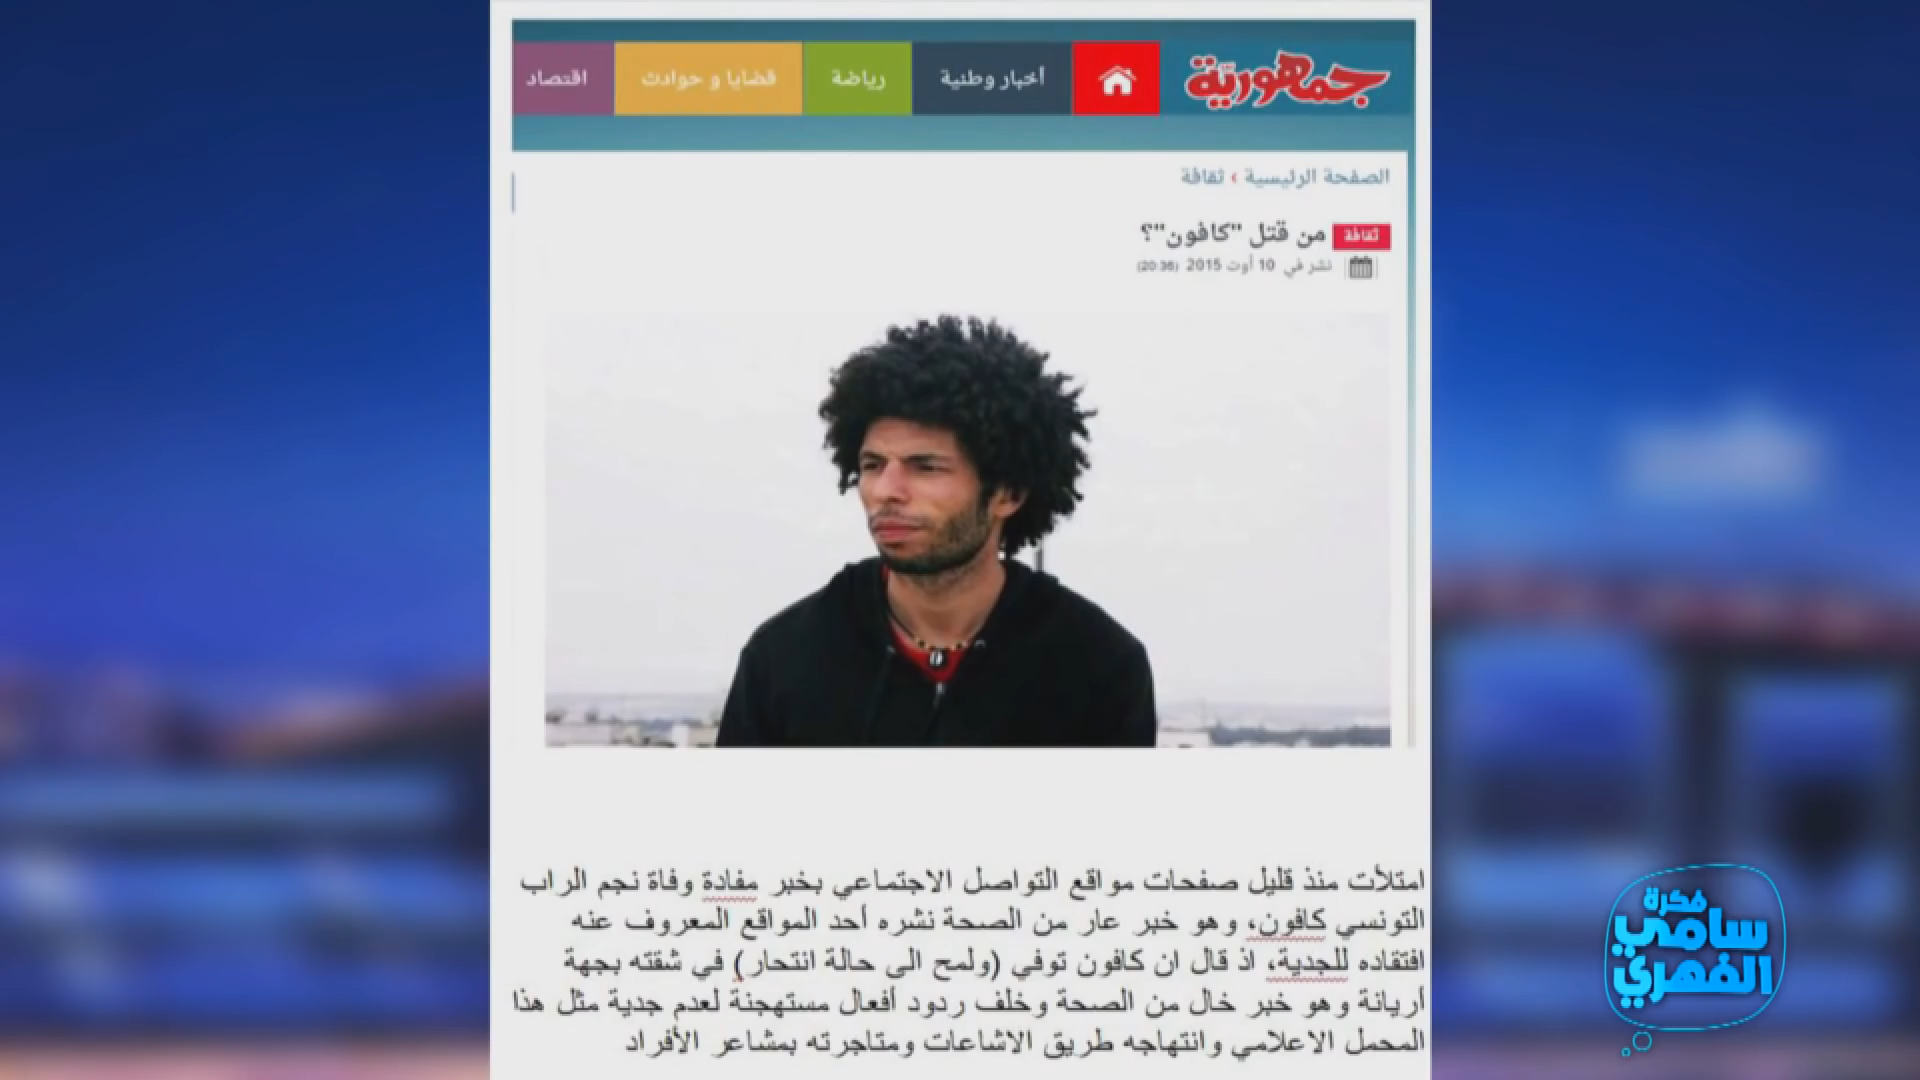 جمهورية
أخبار وطنية
رياضة
قضايا و حوادث
اقتصاد
الصفحة الرئيسية › ثقافة
ثقافة من قتل "كافون"؟
نشر في 10 أوت 2015 (20:36)
امتلأت منذ قليل صفحات مواقع التواصل الاجتماعي بخبر مفادة وفاة نجم الراب
التونسي كافون، وهو خبر عار من الصحة نشره أحد المواقع المعروف عنه
افتقاده للجدية، اذ قال ان كافون توفي (ولمح الى حالة انتحار) في شقته بجهة
أريانة وهو خبر خال من الصحة وخلف ردود أفعال مستهجنة لعدم جدية مثل هذا
المحمل الاعلامي وانتهاجه طريق الاشاعات ومتاجرته بمشاعر الأفراد
فكرة
سامي
الفهري